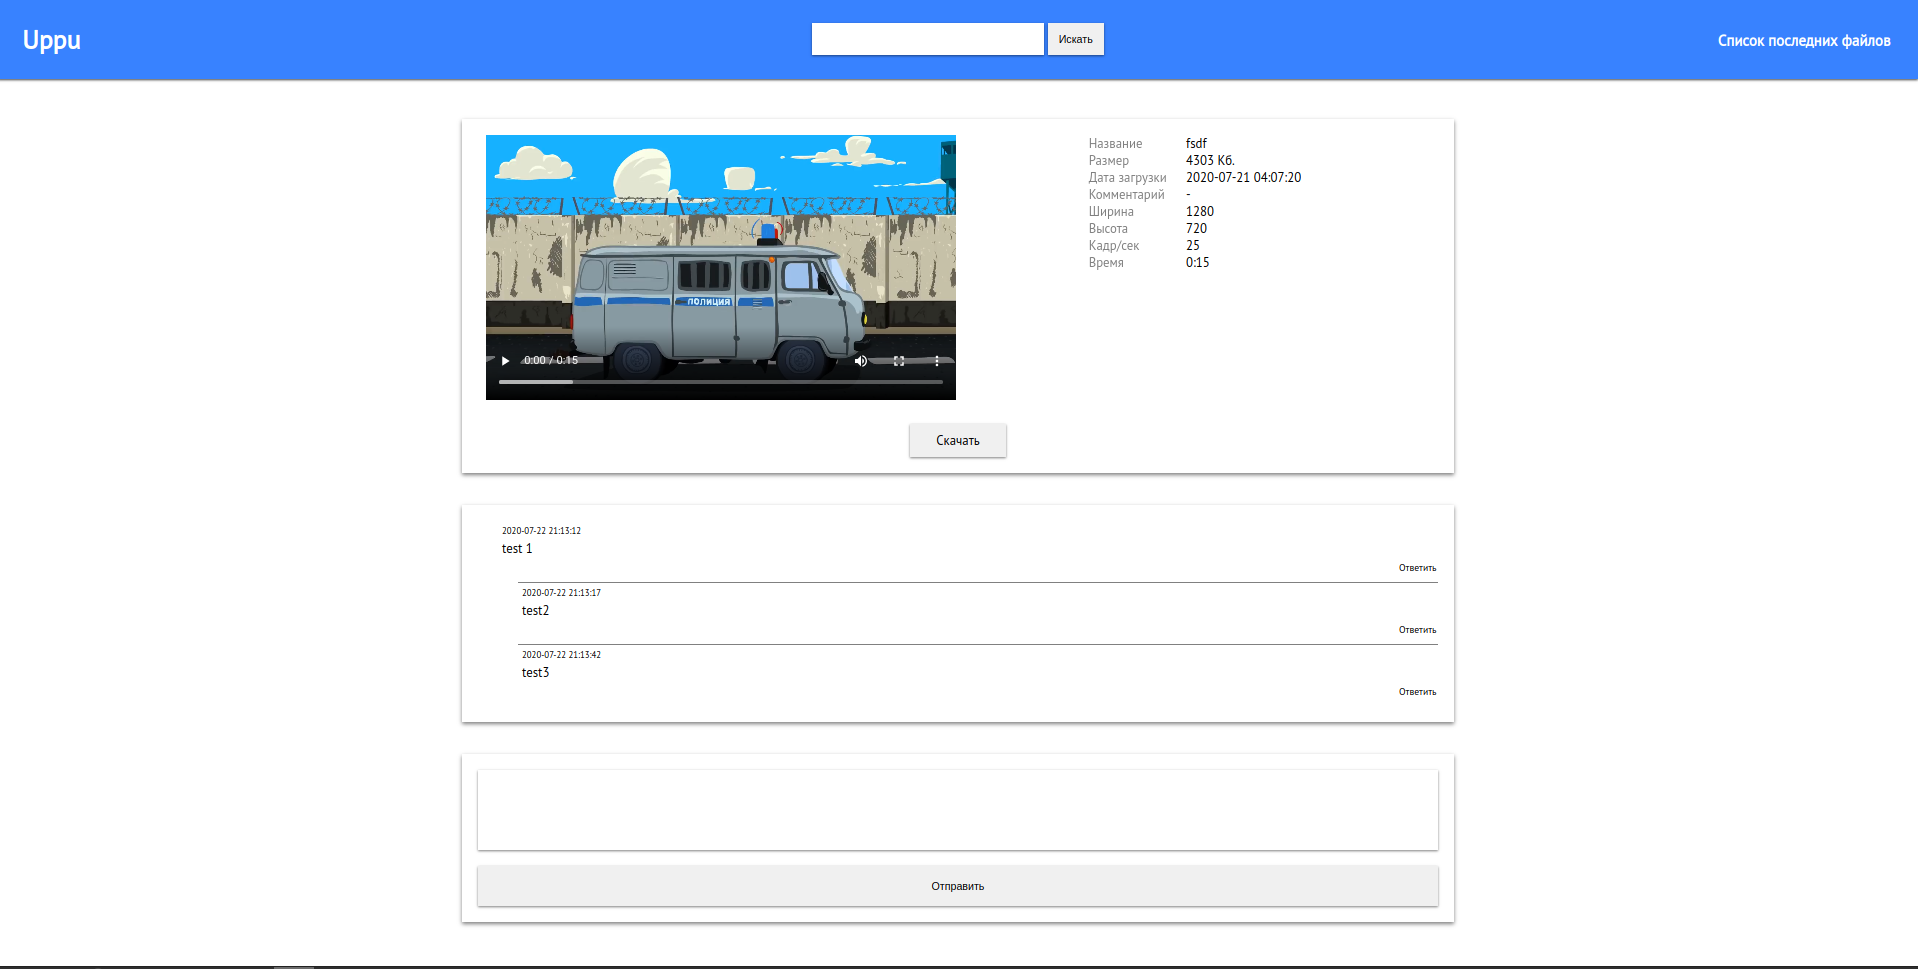 Uppu
Искать
Список последних файлов
ПОЛИЦИЯ
0:00 / 0:15
Название fsdf
Размер 4303 Кб.
Дата загрузки 2020-07-21 04:07:20
Комментарий -
Ширина 1280
Высота 720
Кадр/сек 25
Время 0:15
Скачать
2020-07-22 21:13:12
test 1
Ответить
2020-07-22 21:13:17
test2
Ответить
2020-07-22 21:13:42
test3
Ответить
Отправить